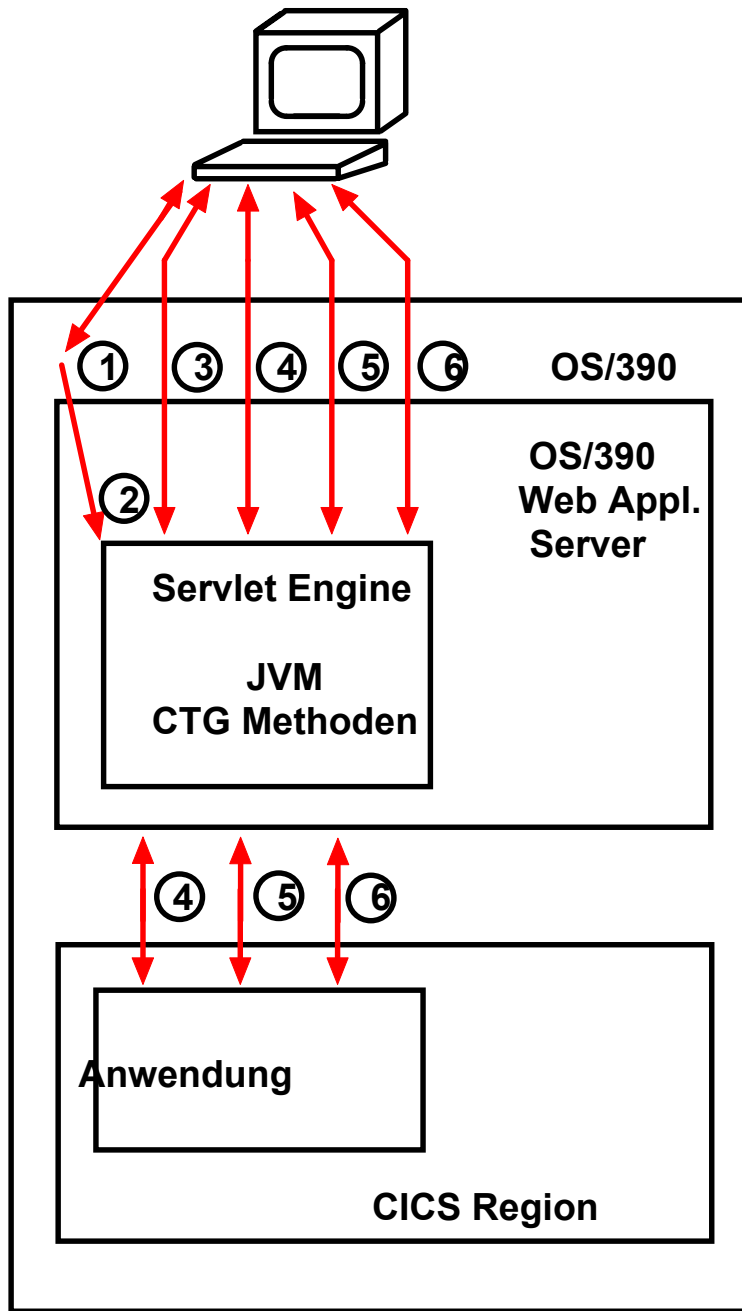 1 3 4 5 6 OS/390
OS/390
Web Appl.
Server
2
Servlet Engine
JVM
CTG Methoden
4 5 6
Anwendung
CICS Region